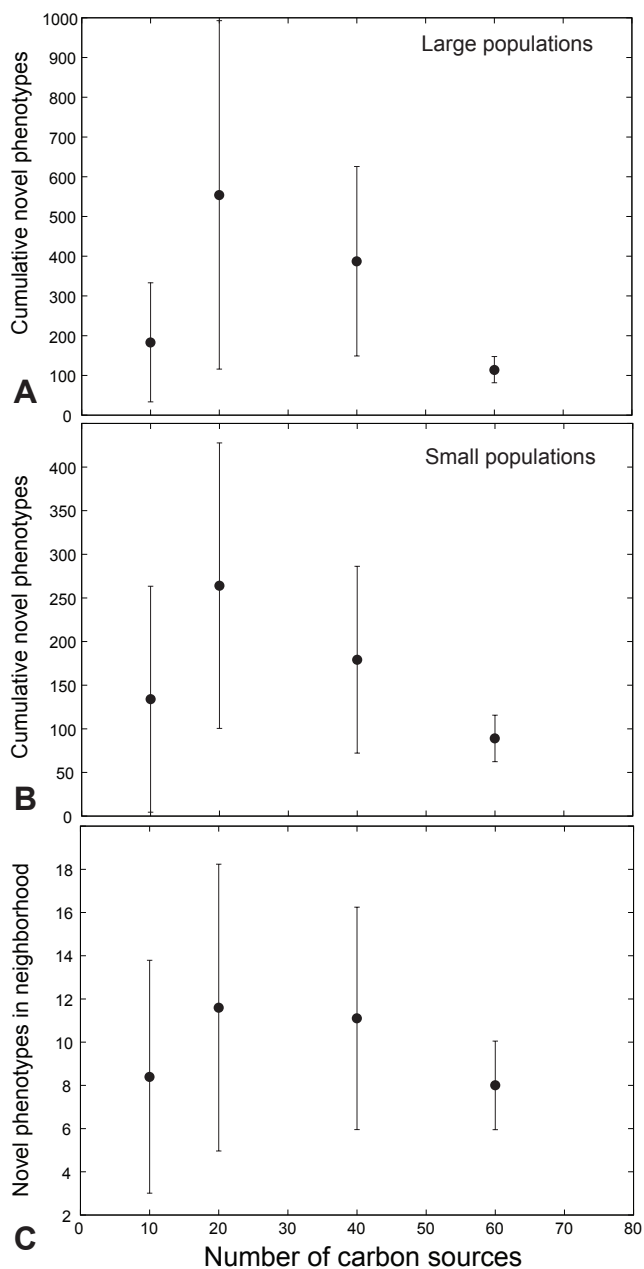 1000
900
800
700
600
500
400
300
200
100
0
Cumulative novel phenotypes
Large populations
A
400
350
300
250
200
150
100
50
0
Cumulative novel phenotypes
Small populations
B
18
16
14
12
10
8
6
4
2
Novel phenotypes in neighborhood
C
0 10 20 30 40 50 60 70 80
Number of carbon sources